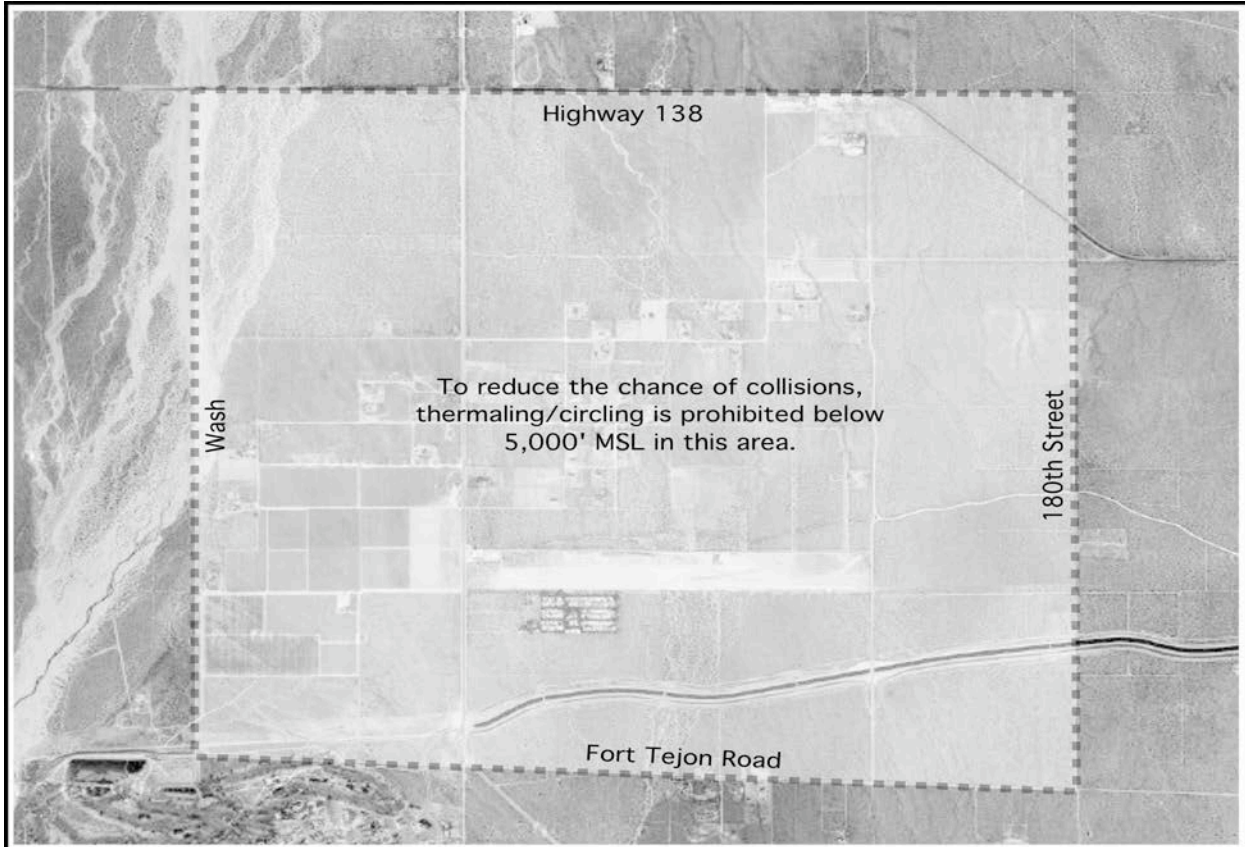 Highway 138
To reduce the chance of collisions,
thermaling/circling is prohibited below
5,000' MSL in this area.
Wash
180th Street
Fort Tejon Road